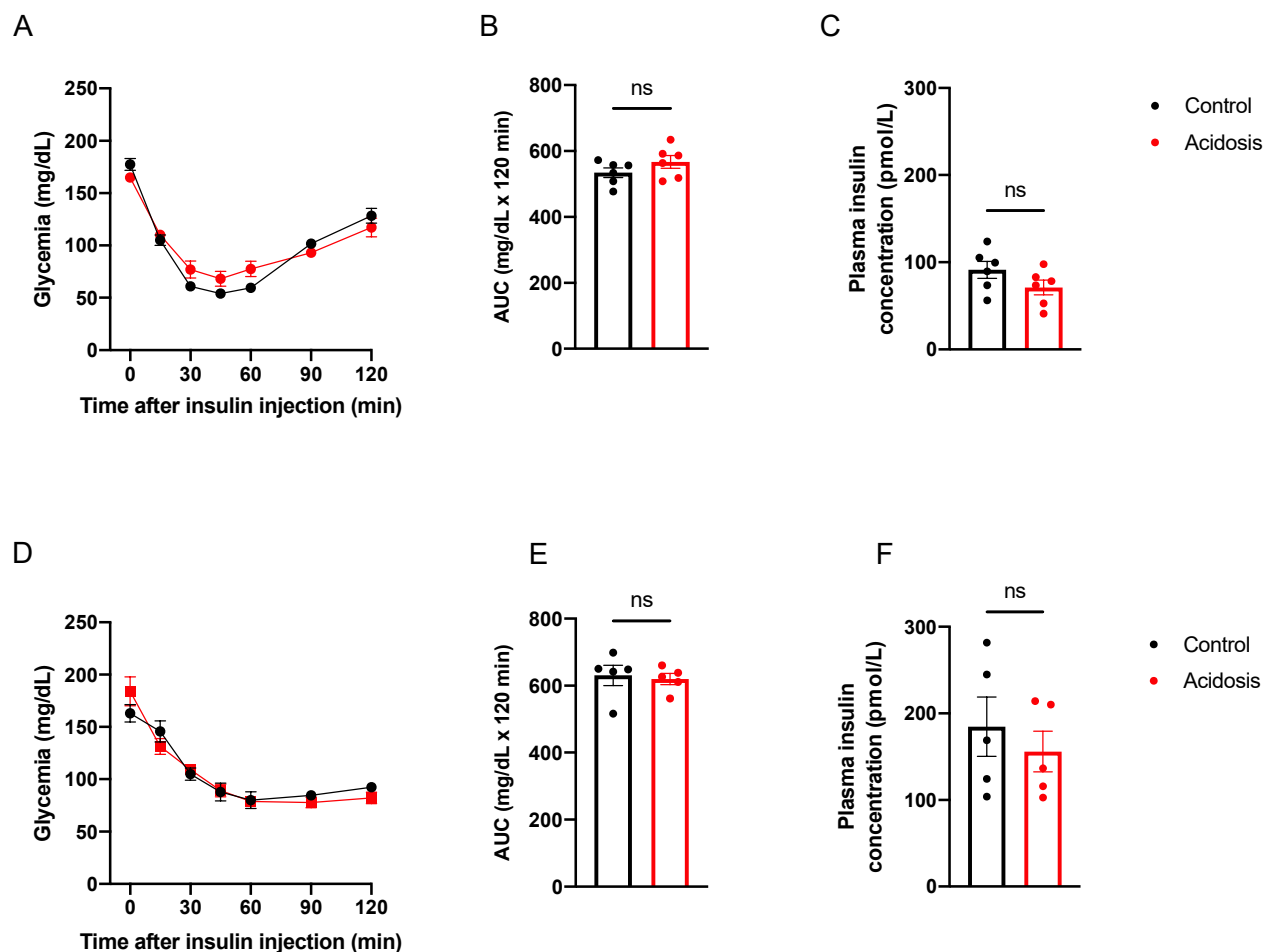 A
B
C
Glycemia (mg/dL)
250
200
150
100
50
0
0 30 60 90 120
Time after insulin injection (min)
AUC (mg/dL x 120 min)
800
600
400
200
0
ns
Plasma insulin
concentration (pmol/L)
300
200
100
0
ns
Control
Acidosis
D
E
F
Glycemia (mg/dL)
250
200
150
100
50
0
0 30 60 90 120
Time after insulin injection (min)
AUC (mg/dL x 120 min)
800
600
400
200
0
ns
Plasma insulin
concentration (pmol/L)
300
200
100
0
ns
Control
Acidosis